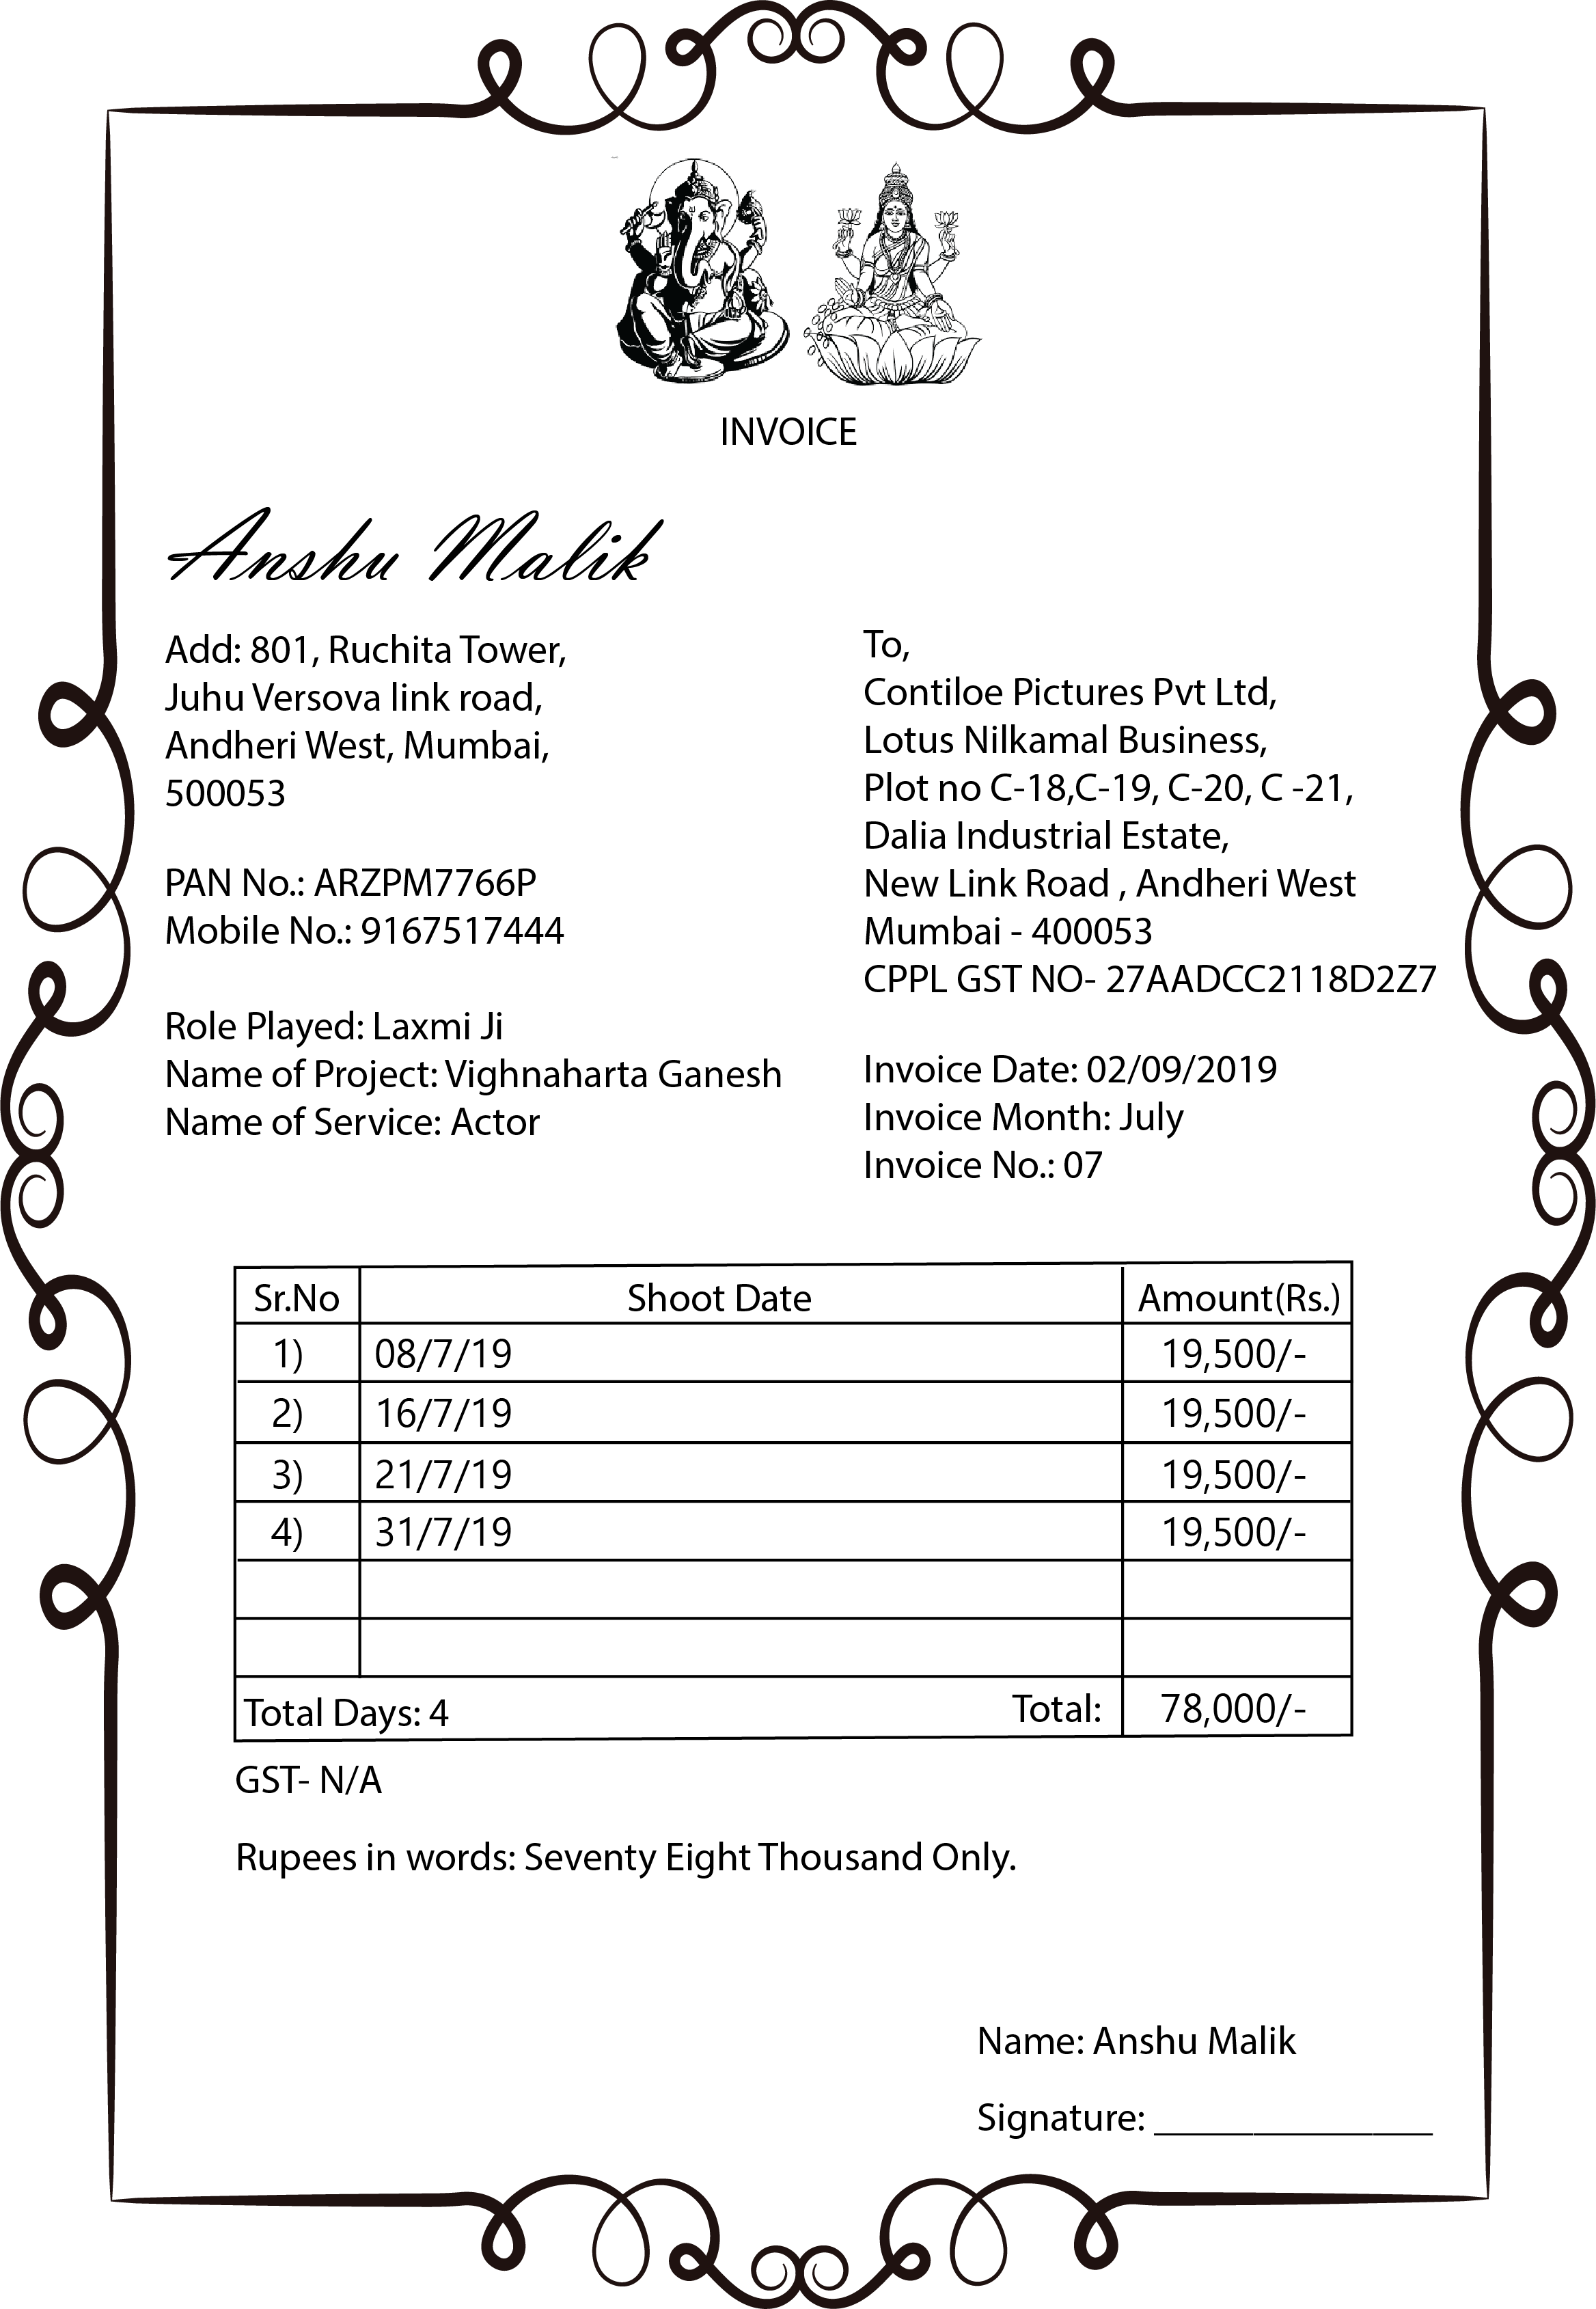 INVOICE
Anshu Malik
Add: 801, Ruchita Tower,
Juhu Versova link road,
Andheri West, Mumbai,
500053
PAN No.: ARZPM7766P
Mobile No.: 9167517444
Role Played: Laxmi Ji
Name of Project: Vighnaharta Ganesh
Name of Service: Actor
To,
Contiloe Pictures Pvt Ltd,
Lotus Nilkamal Business,
Plot no C-18,C-19, C-20, C -21,
Dalia Industrial Estate,
New Link Road , Andheri West
Mumbai - 400053
CPPL GST NO- 27AADCC2118D2Z7
Invoice Date: 02/09/2019
Invoice Month: July
Invoice No.: 07
Sr.No Shoot Date Amount(Rs.)
1) 08/7/19 19,500/-
2) 16/7/19 19,500/-
3) 21/7/19 19,500/-
4) 31/7/19 19,500/-
Total Days: 4 Total: 78,000/-
GST- N/A
Rupees in words: Seventy Eight Thousand Only.
Name: Anshu Malik
Signature: ______________